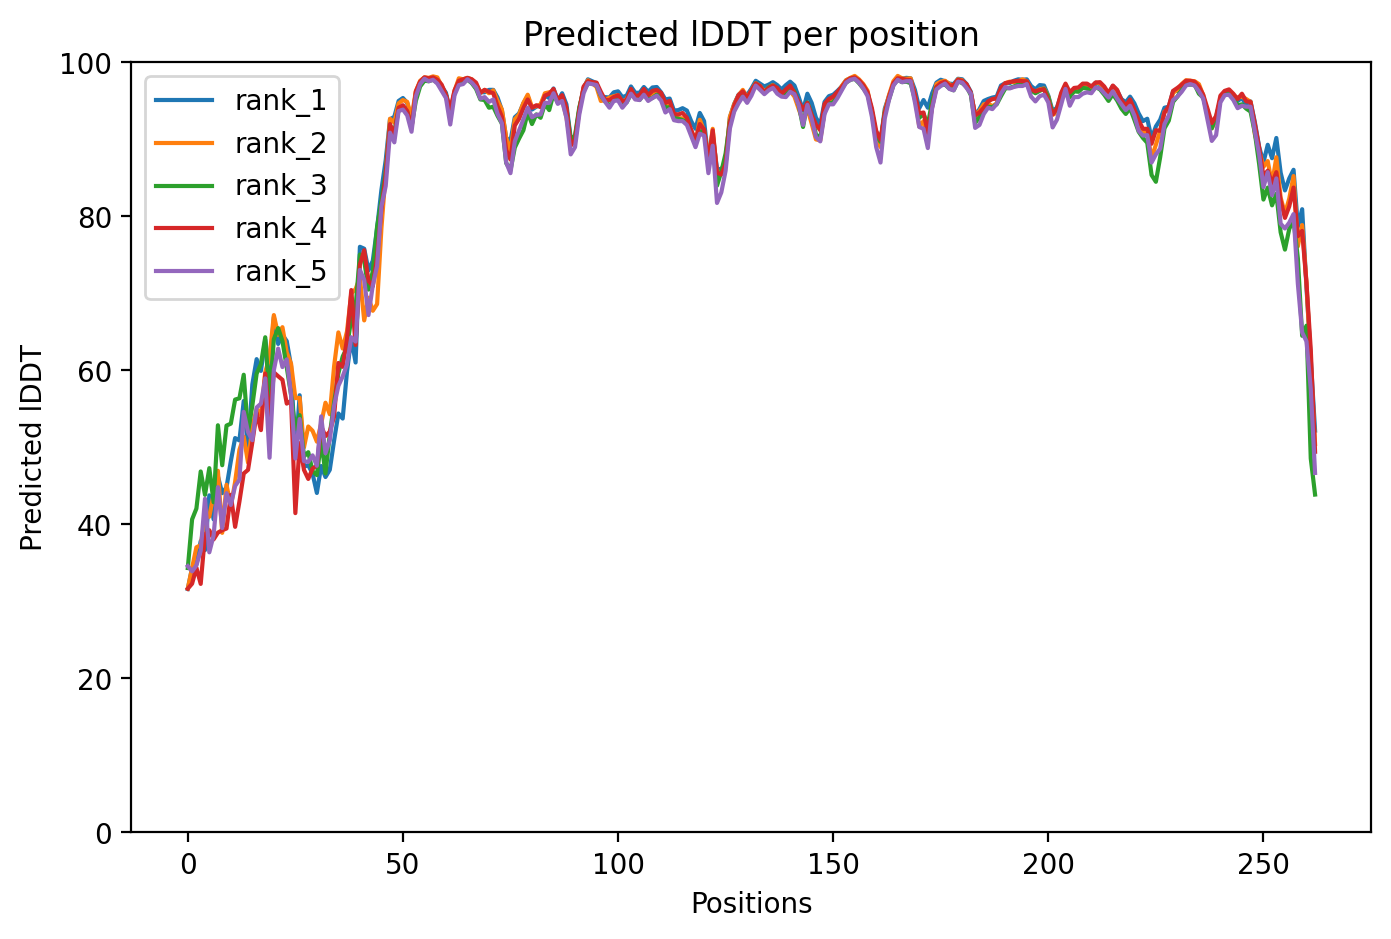 Predicted lDDT per position
rank_1
rank_2
rank_3
rank_4
rank_5
Predicted lDDT
100
80
60
40
20
0
0 50 100 150 200 250
Positions